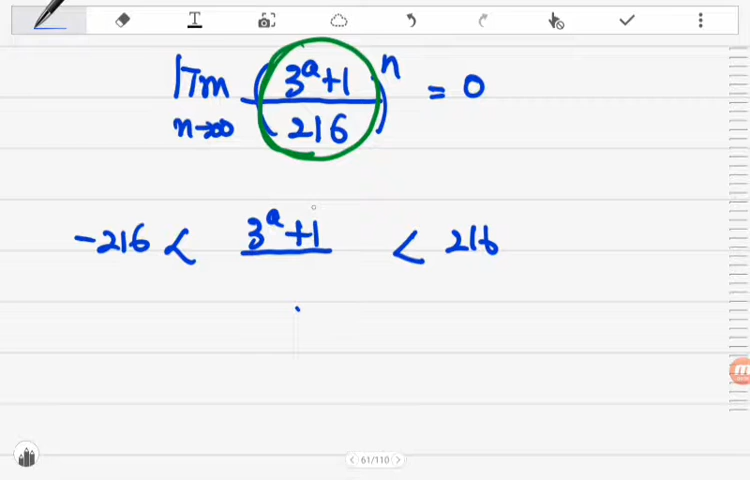 lim (3^a+1 / 216)^n = 0
n→∞
-216 < 3^a+1 < 216
61/110